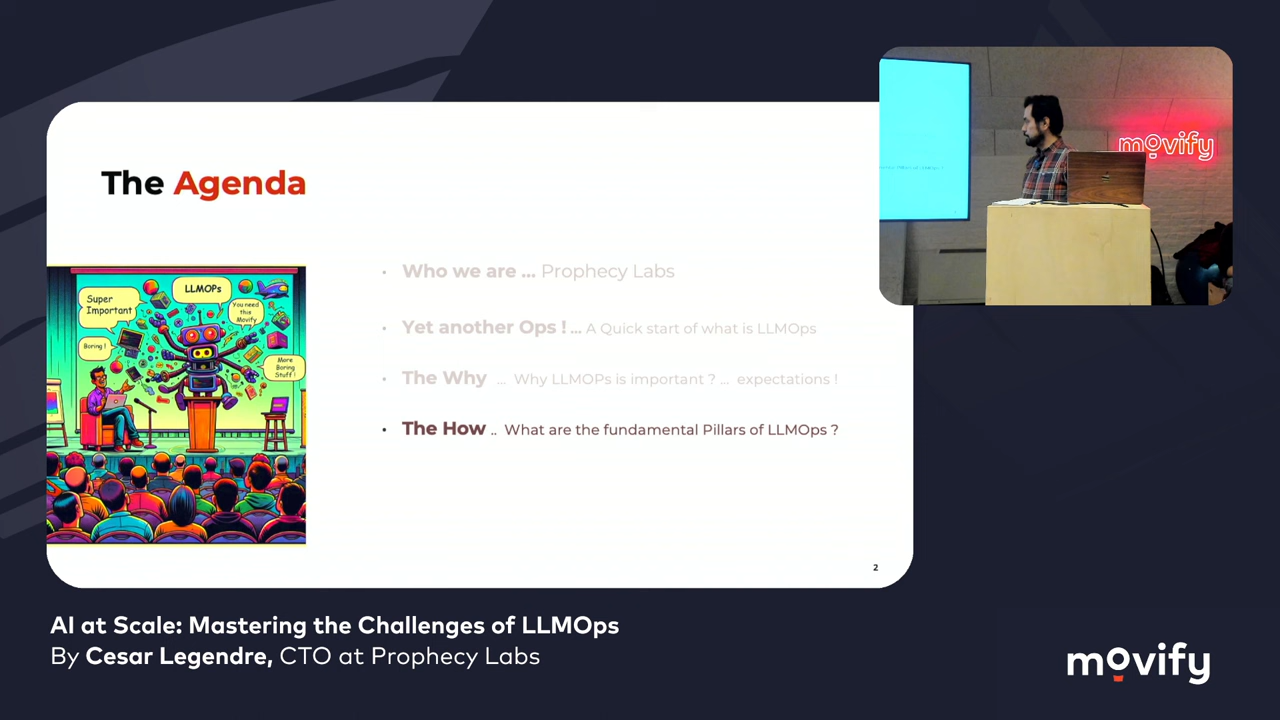 The Agenda
movify
Super
Important
LLMOPs
You need
this
Movify
Boring !
More
Boring
Stuff !
• Who we are ... Prophecy Labs
• Yet another Ops ! ... A Quick start of what is LLMOps
• The Why ... Why LLMOPs is important ? ... expectations !
• The How .. What are the fundamental Pillars of LLMOps ?
2
AI at Scale: Mastering the Challenges of LLMOps
By Cesar Legendre, CTO at Prophecy Labs
movify